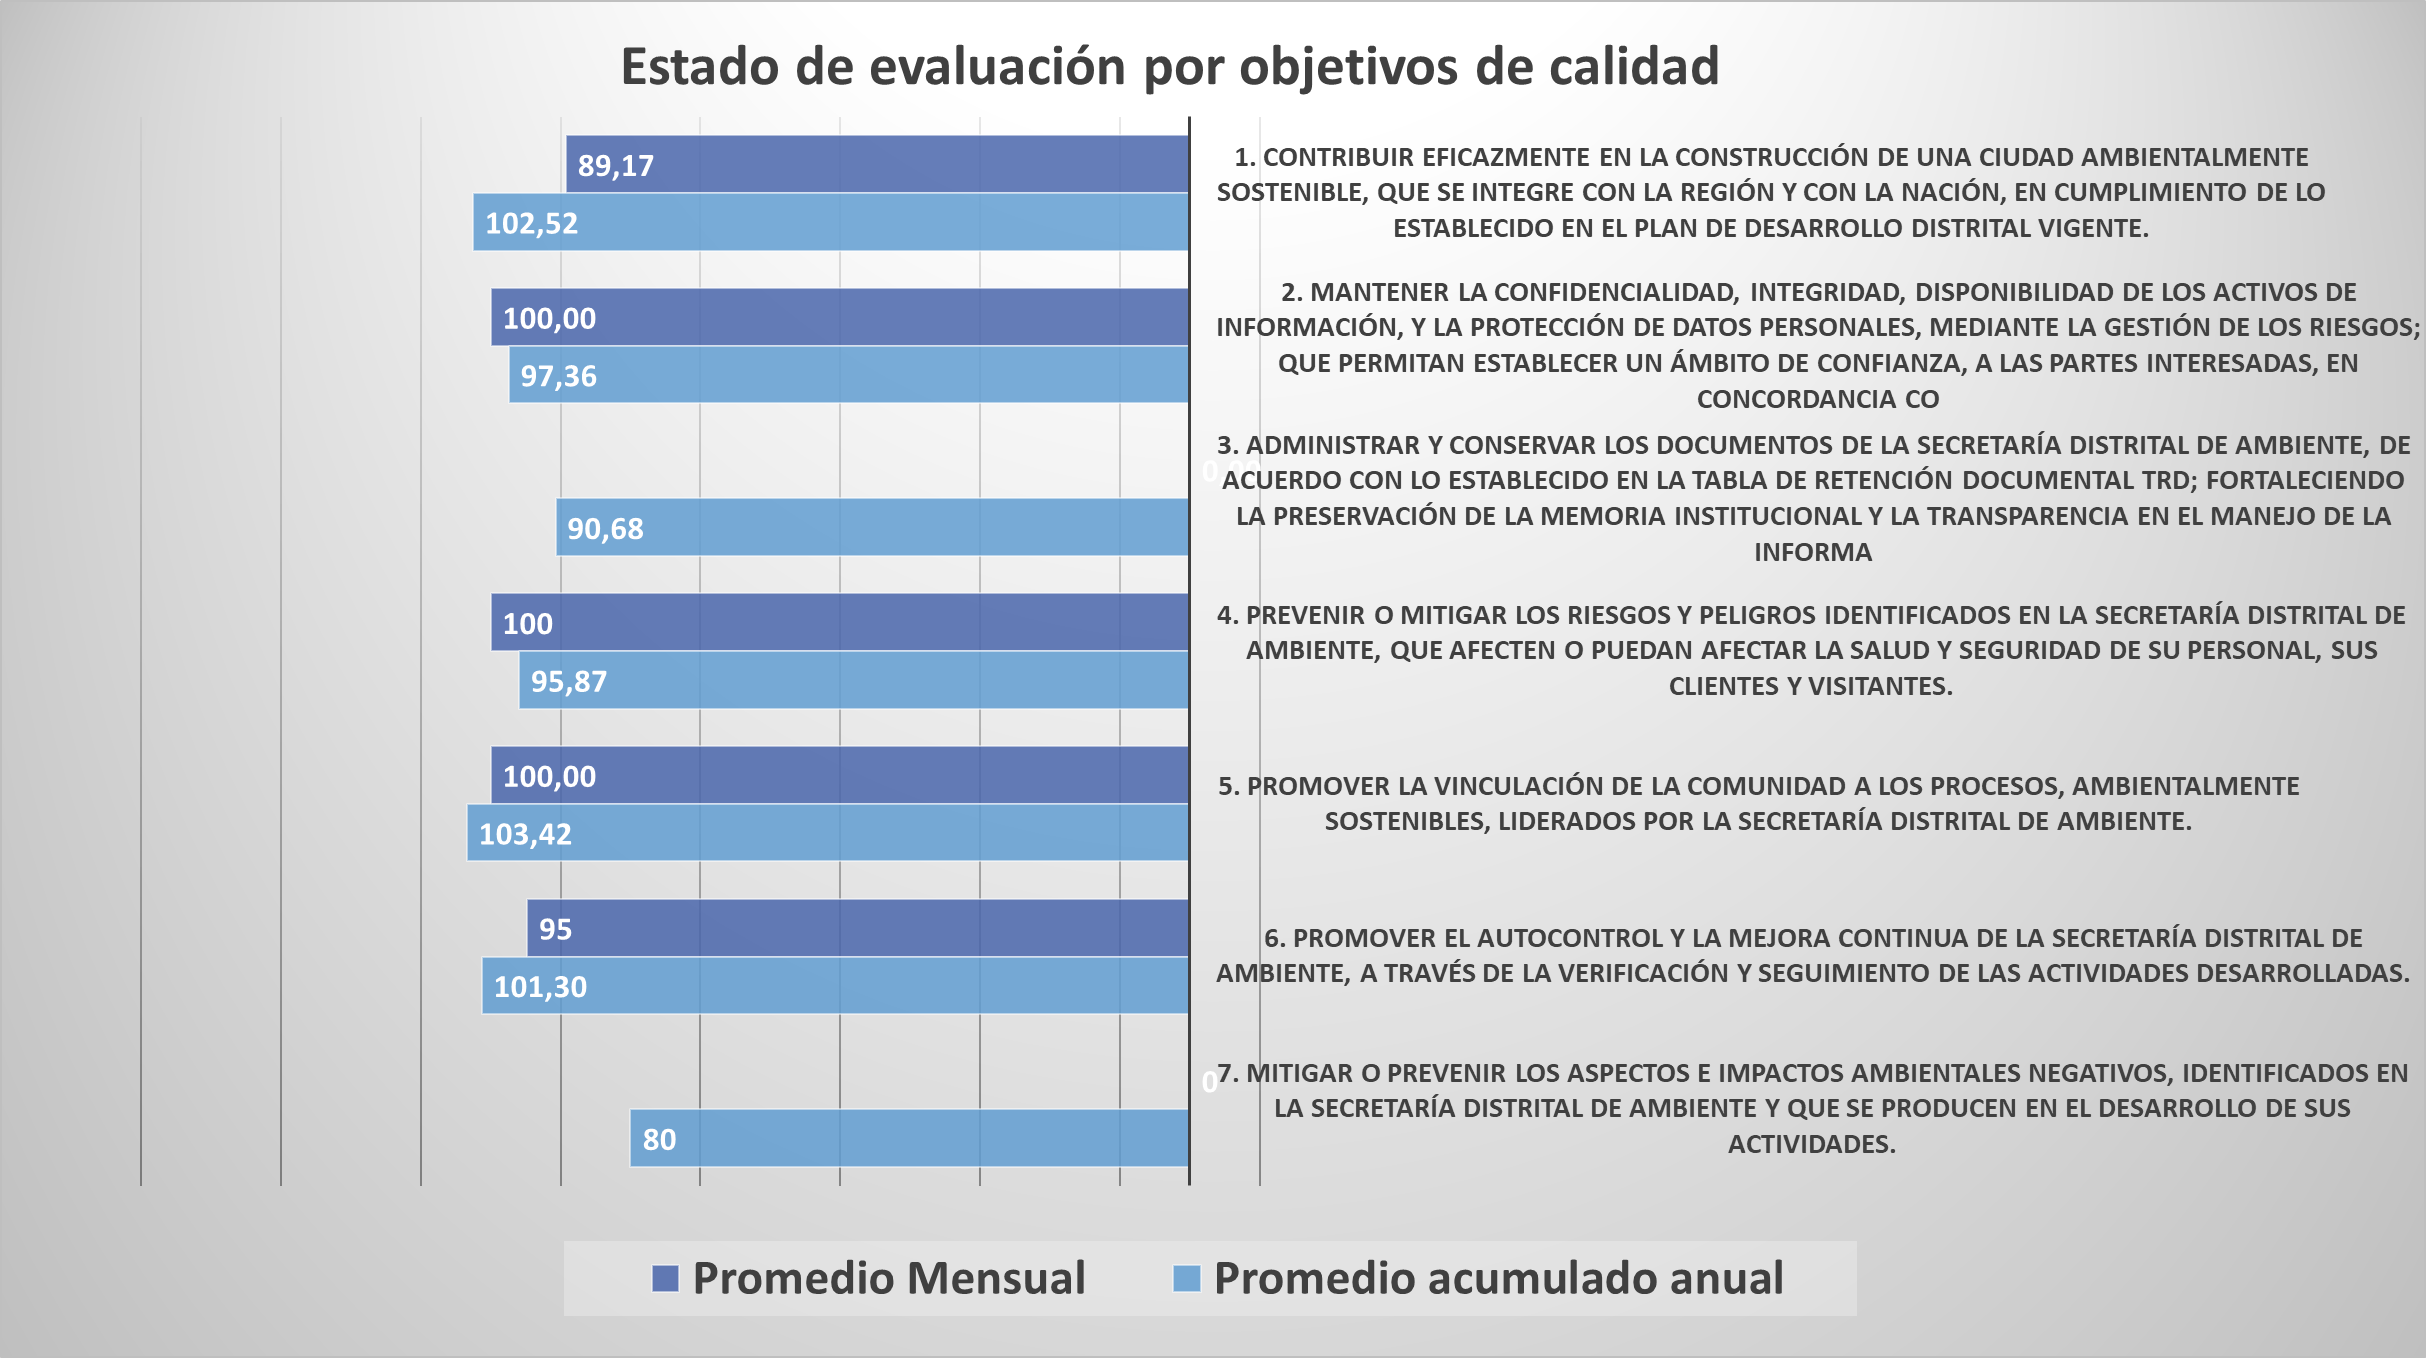 Estado de evaluación por objetivos de calidad
89,17
102,52
1. CONTRIBUIR EFICAZMENTE EN LA CONSTRUCCIÓN DE UNA CIUDAD AMBIENTALMENTE
SOSTENIBLE, QUE SE INTEGRE CON LA REGIÓN Y CON LA NACIÓN, EN CUMPLIMIENTO DE LO
ESTABLECIDO EN EL PLAN DE DESARROLLO DISTRITAL VIGENTE.
100,00
97,36
2. MANTENER LA CONFIDENCIALIDAD, INTEGRIDAD, DISPONIBILIDAD DE LOS ACTIVOS DE
INFORMACIÓN, Y LA PROTECCIÓN DE DATOS PERSONALES, MEDIANTE LA GESTIÓN DE LOS RIESGOS;
QUE PERMITAN ESTABLECER UN ÁMBITO DE CONFIANZA, A LAS PARTES INTERESADAS, EN
CONCORDANCIA CO
90,68
3. ADMINISTRAR Y CONSERVAR LOS DOCUMENTOS DE LA SECRETARÍA DISTRITAL DE AMBIENTE, DE
ACUERDO CON LO ESTABLECIDO EN LA TABLA DE RETENCIÓN DOCUMENTAL TRD; FORTALECIENDO
LA PRESERVACIÓN DE LA MEMORIA INSTITUCIONAL Y LA TRANSPARENCIA EN EL MANEJO DE LA
INFORMA
100
95,87
4. PREVENIR O MITIGAR LOS RIESGOS Y PELIGROS IDENTIFICADOS EN LA SECRETARÍA DISTRITAL DE
AMBIENTE, QUE AFECTEN O PUEDAN AFECTAR LA SALUD Y SEGURIDAD DE SU PERSONAL, SUS
CLIENTES Y VISITANTES.
100,00
103,42
5. PROMOVER LA VINCULACIÓN DE LA COMUNIDAD A LOS PROCESOS, AMBIENTALMENTE
SOSTENIBLES, LIDERADOS POR LA SECRETARÍA DISTRITAL DE AMBIENTE.
95
101,30
6. PROMOVER EL AUTOCONTROL Y LA MEJORA CONTINUA DE LA SECRETARÍA DISTRITAL DE
AMBIENTE, A TRAVÉS DE LA VERIFICACIÓN Y SEGUIMIENTO DE LAS ACTIVIDADES DESARROLLADAS.
0
80
7. MITIGAR O PREVENIR LOS ASPECTOS E IMPACTOS AMBIENTALES NEGATIVOS, IDENTIFICADOS EN
LA SECRETARÍA DISTRITAL DE AMBIENTE Y QUE SE PRODUCEN EN EL DESARROLLO DE SUS
ACTIVIDADES.
Promedio Mensual
Promedio acumulado anual